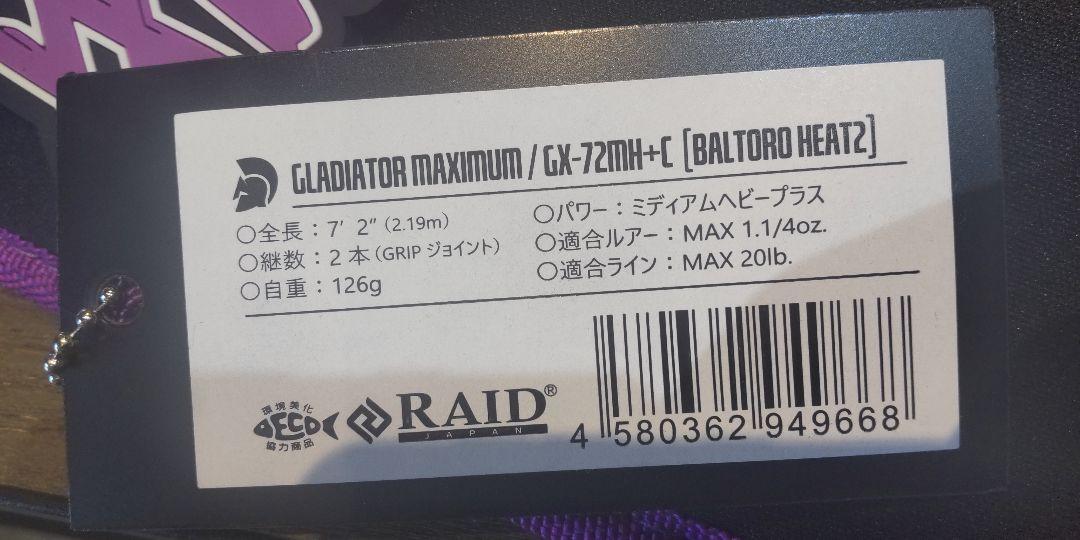 GLADIATOR MAXIMUM / GX-72MH+C [BALTORO HEAT2]
○全長：7' 2" (2.19m)
○継数：2 本 (GRIP ジョイント)
○自重：126g
○パワー：ミディアムヘビープラス
○適合ルアー：MAX 1.1/4oz.
○適合ライン：MAX 20lb.
環境美化
ECO
協力商品
RAID®
JAPAN
4 580362 949668